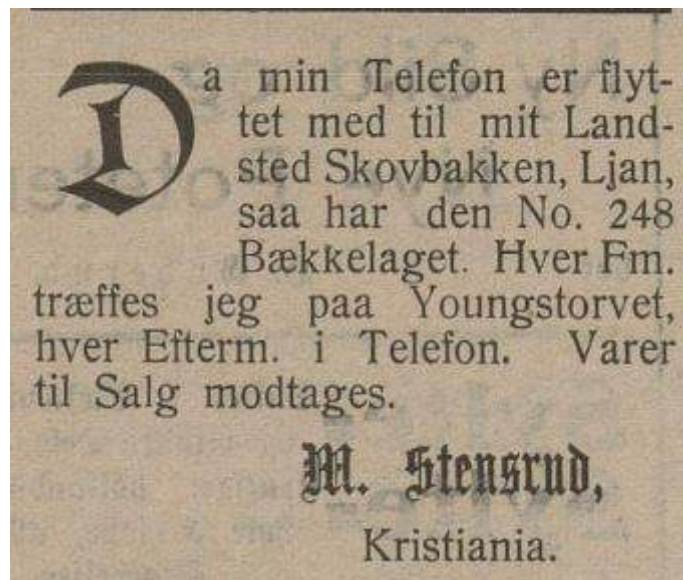 Da min Telefon er flyt-
tet med til mit Land-
sted Skovbakken, Ljan,
saa har den No. 248
Bækkelaget. Hver Fm.
træffes jeg paa Youngstorvet,
hver Efterm. i Telefon. Varer
til Salg modtages.
M. Stensrud,
Kristiania.